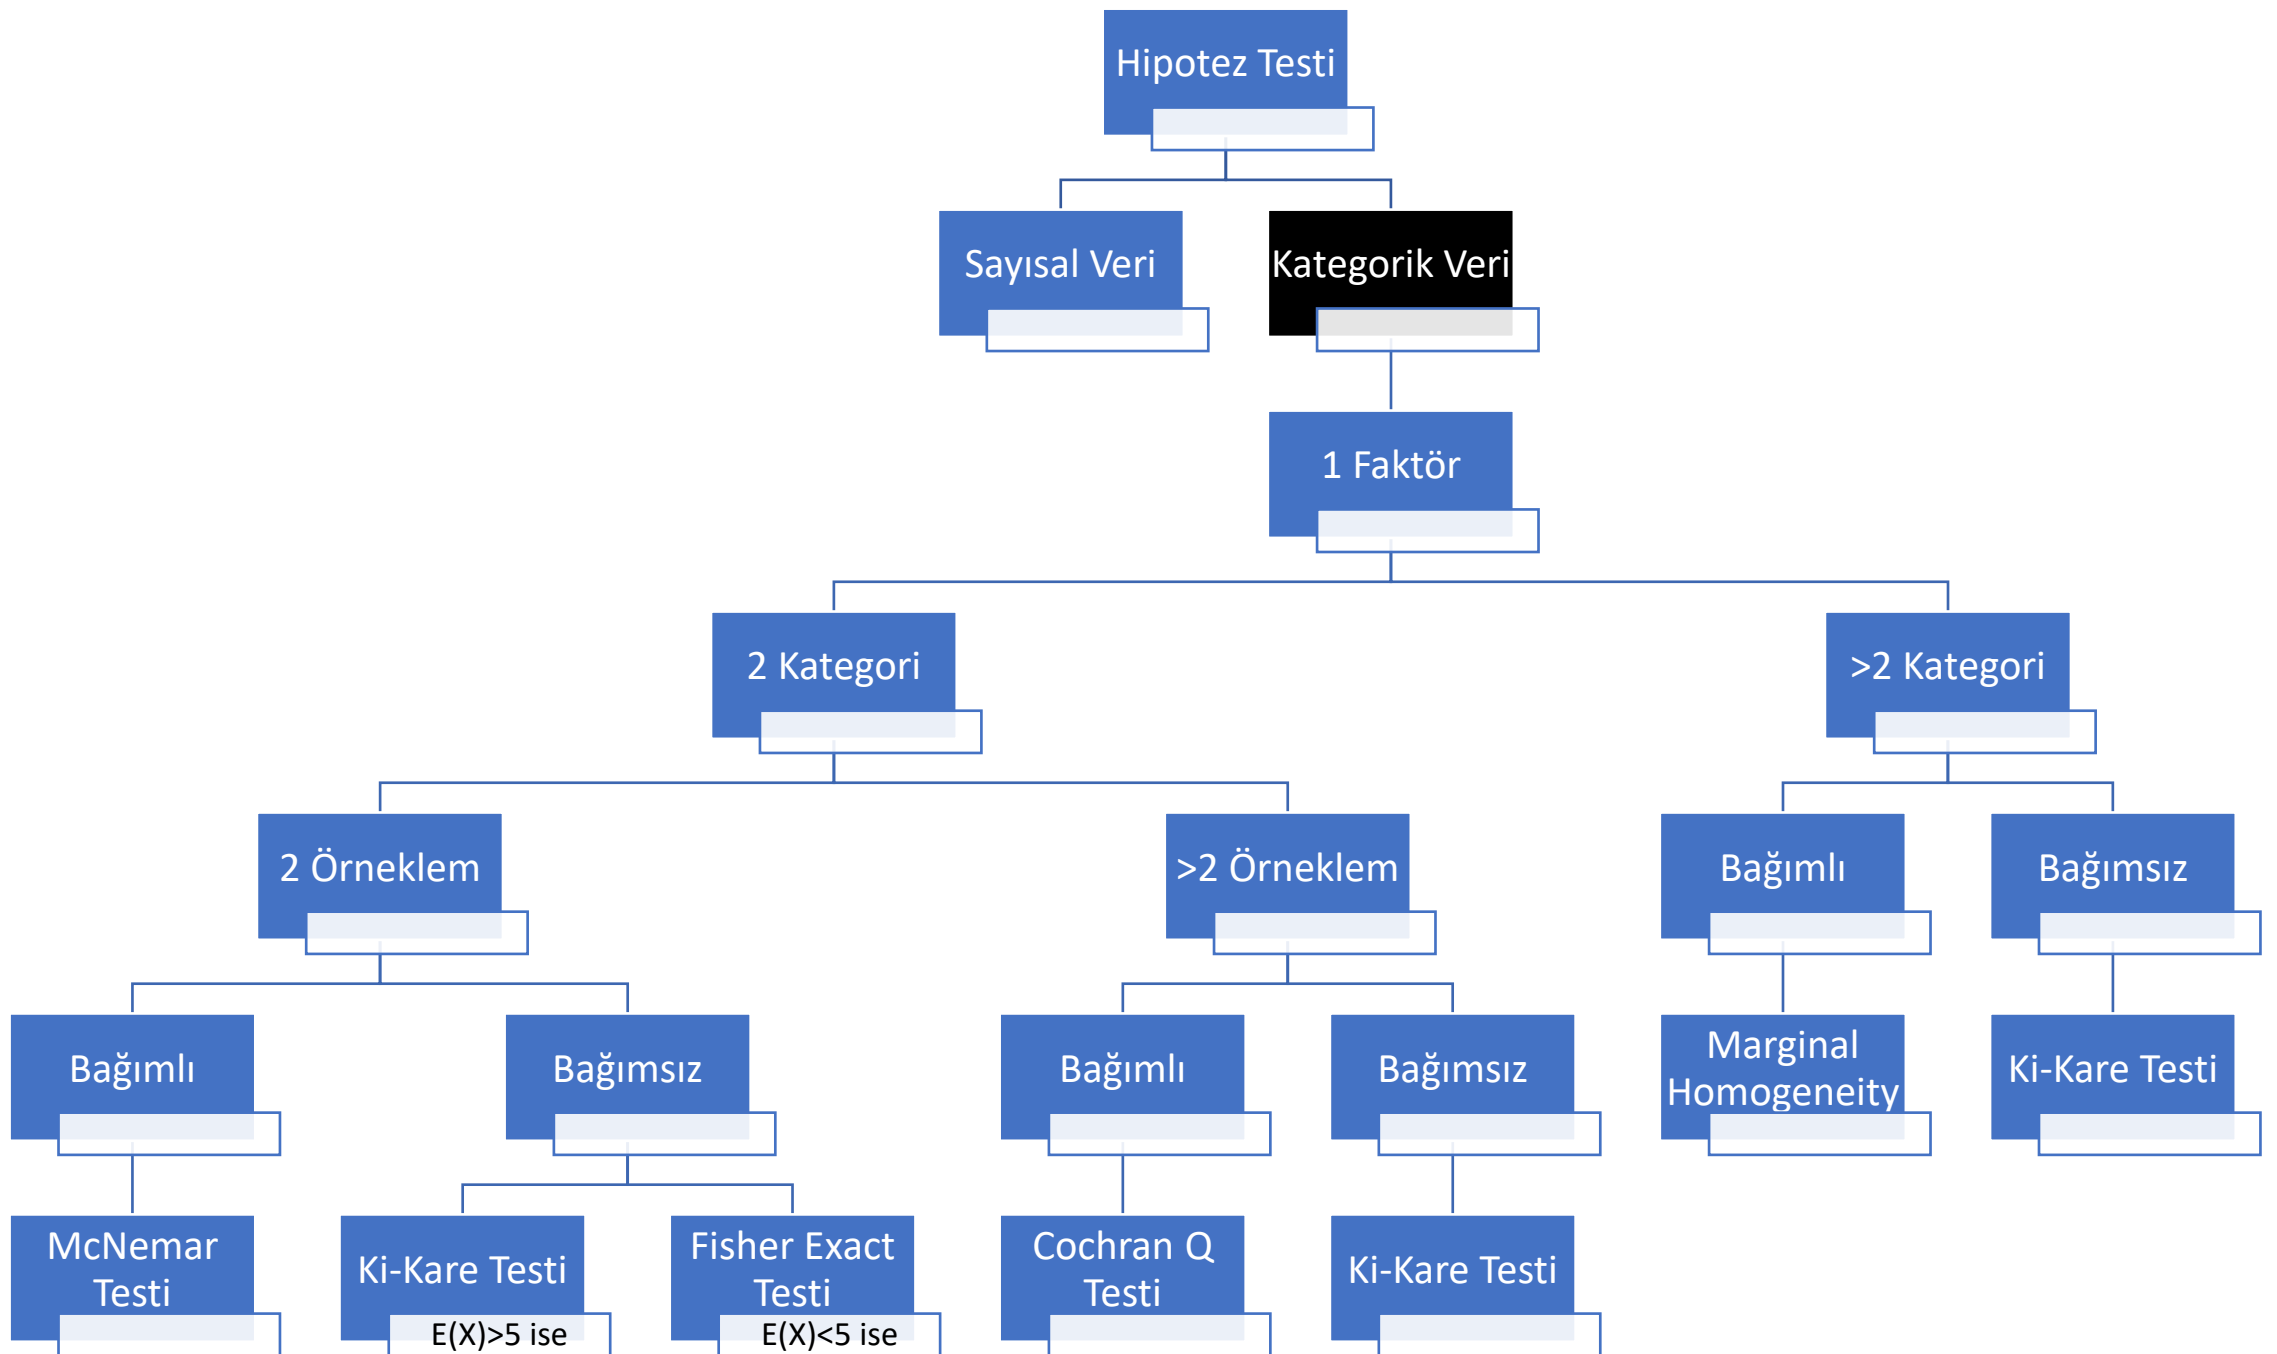 Hipotez Testi
Sayısal Veri
Kategorik Veri
1 Faktör
2 Kategori
>2 Kategori
2 Örneklem
>2 Örneklem
Bağımlı
Bağımsız
Bağımlı
Bağımsız
Bağımlı
Bağımsız
Marginal
Homogeneity
Ki-Kare Testi
McNemar
Testi
Ki-Kare Testi
E(X)>5 ise
Fisher Exact
Testi
E(X)<5 ise
Cochran Q
Testi
Ki-Kare Testi